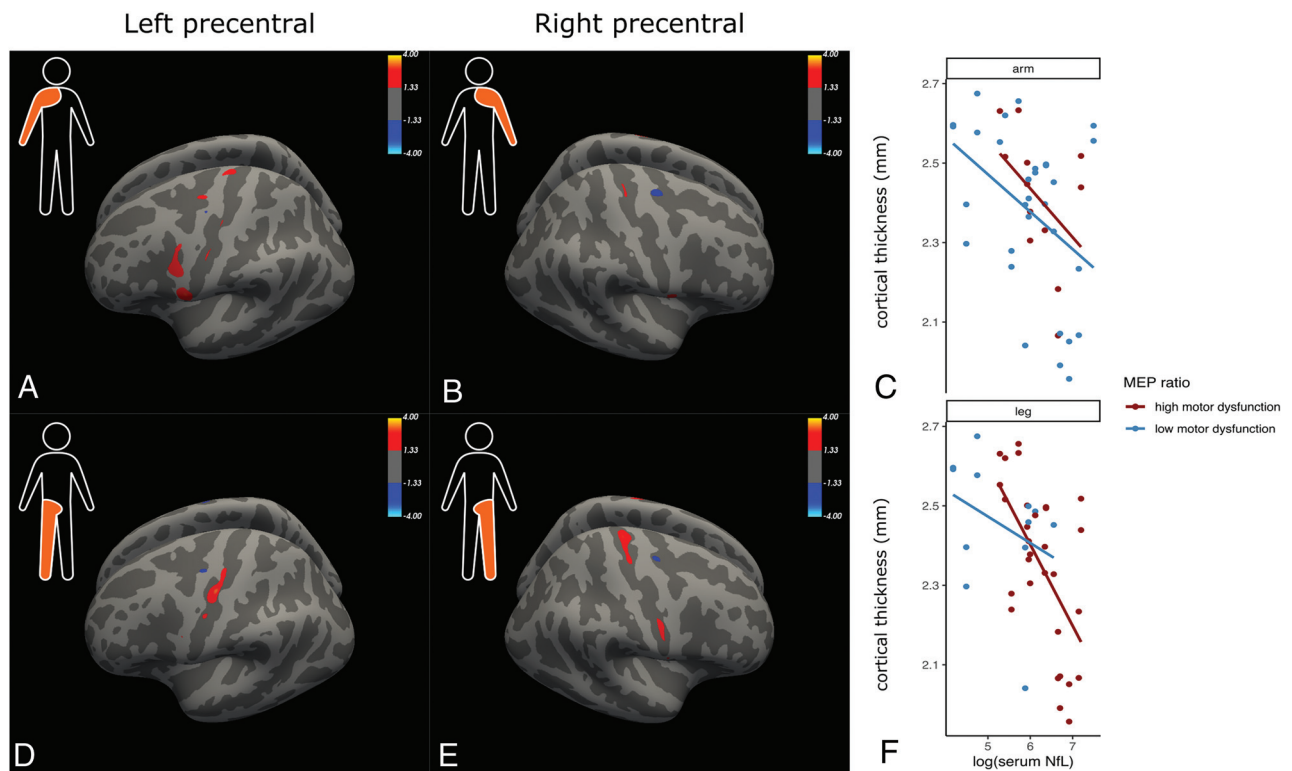 Left precentral
Right precentral
4.00
1.33
-1.33
-4.00
A
4.00
1.33
-1.33
-4.00
B
arm
2.7
2.5
2.3
2.1
cortical thickness (mm)
C
MEP ratio
high motor dysfunction
low motor dysfunction
4.00
1.33
-1.33
-4.00
D
4.00
1.33
-1.33
-4.00
E
leg
2.7
2.5
2.3
2.1
cortical thickness (mm)
5 6 7
log(serum NfL)
F